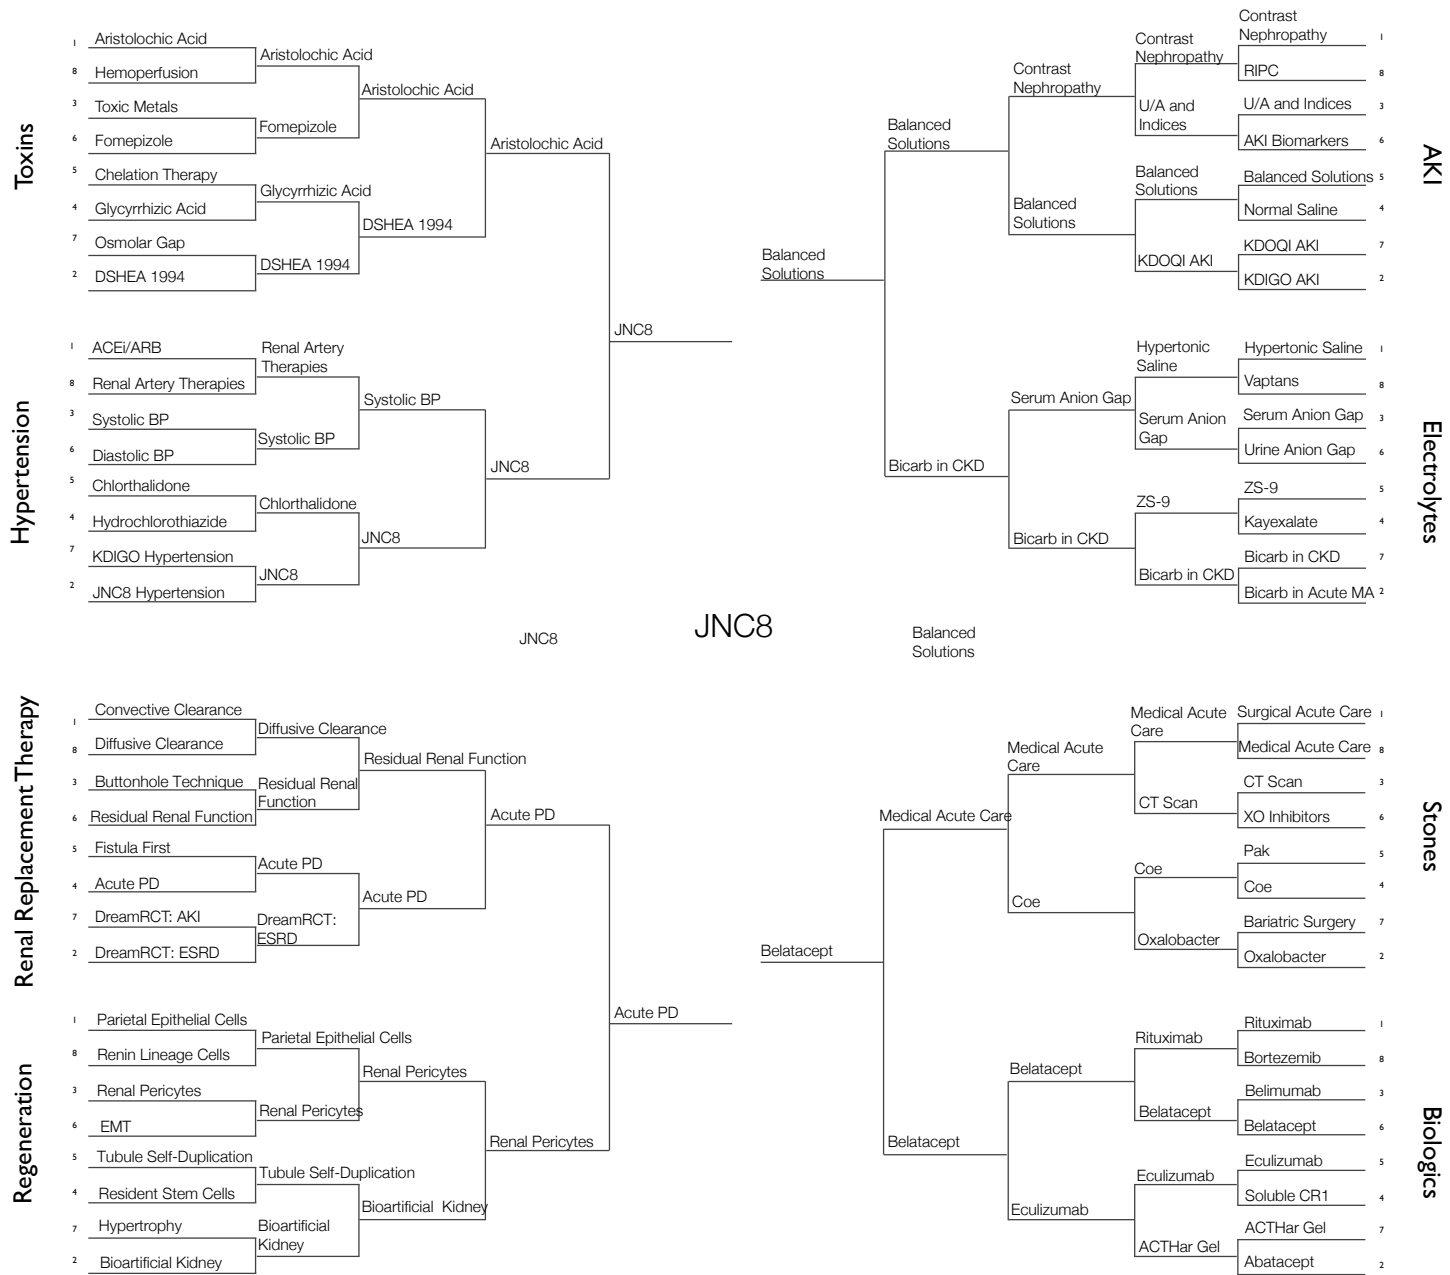 Toxins
1 Aristolochic Acid
8 Hemoperfusion
3 Toxic Metals
6 Fomepizole
5 Chelation Therapy
4 Glycyrrhizic Acid
7 Osmolar Gap
2 DSHEA 1994
Aristolochic Acid
Fomepizole
Glycyrrhizic Acid
DSHEA 1994
Aristolochic Acid
DSHEA 1994
Aristolochic Acid
Hypertension
1 ACEi/ARB
8 Renal Artery Therapies
3 Systolic BP
6 Diastolic BP
5 Chlorthalidone
4 Hydrochlorothiazide
7 KDIGO Hypertension
2 JNC8 Hypertension
Renal Artery
Therapies
Systolic BP
Chlorthalidone
JNC8
Systolic BP
JNC8
JNC8
JNC8
AKI
Contrast
Nephropathy 1
RIPC 8
U/A and Indices 3
AKI Biomarkers 6
Balanced Solutions 5
Normal Saline 4
KDOQI AKI 7
KDIGO AKI 2
Contrast
Nephropathy
U/A and
Indices
Balanced
Solutions
KDOQI AKI
Contrast
Nephropathy
Balanced
Solutions
Balanced
Solutions
Balanced
Solutions
Electrolytes
Hypertonic Saline 1
Vaptans 8
Serum Anion Gap 3
Urine Anion Gap 6
ZS-9 5
Kayexalate 4
Bicarb in CKD 7
Bicarb in Acute MA 2
Hypertonic
Saline
Serum Anion
Gap
ZS-9
Bicarb in CKD
Serum Anion Gap
Bicarb in CKD
Bicarb in CKD
JNC8
JNC8
Balanced
Solutions
Renal Replacement Therapy
1 Convective Clearance
8 Diffusive Clearance
3 Buttonhole Technique
6 Residual Renal Function
5 Fistula First
4 Acute PD
7 DreamRCT: AKI
2 DreamRCT: ESRD
Diffusive Clearance
Residual Renal
Function
Acute PD
DreamRCT:
ESRD
Residual Renal Function
Acute PD
Acute PD
Regeneration
1 Parietal Epithelial Cells
8 Renin Lineage Cells
3 Renal Pericytes
6 EMT
5 Tubule Self-Duplication
4 Resident Stem Cells
7 Hypertrophy
2 Bioartificial Kidney
Parietal Epithelial Cells
Renal Pericytes
Tubule Self-Duplication
Bioartificial
Kidney
Renal Pericytes
Bioartificial Kidney
Renal Pericytes
Acute PD
Stones
Surgical Acute Care 1
Medical Acute Care 8
CT Scan 3
XO Inhibitors 6
Pak 5
Coe 4
Bariatric Surgery 7
Oxalobacter 2
Medical Acute
Care
CT Scan
Coe
Oxalobacter
Medical Acute
Care
Coe
Medical Acute Care
Belatacept
Biologics
Rituximab 1
Bortezemib 8
Belimumab 3
Belatacept 6
Eculizumab 5
Soluble CR1 4
ACTHar Gel 7
Abatacept 2
Rituximab
Belatacept
Eculizumab
ACTHar Gel
Belatacept
Eculizumab
Belatacept